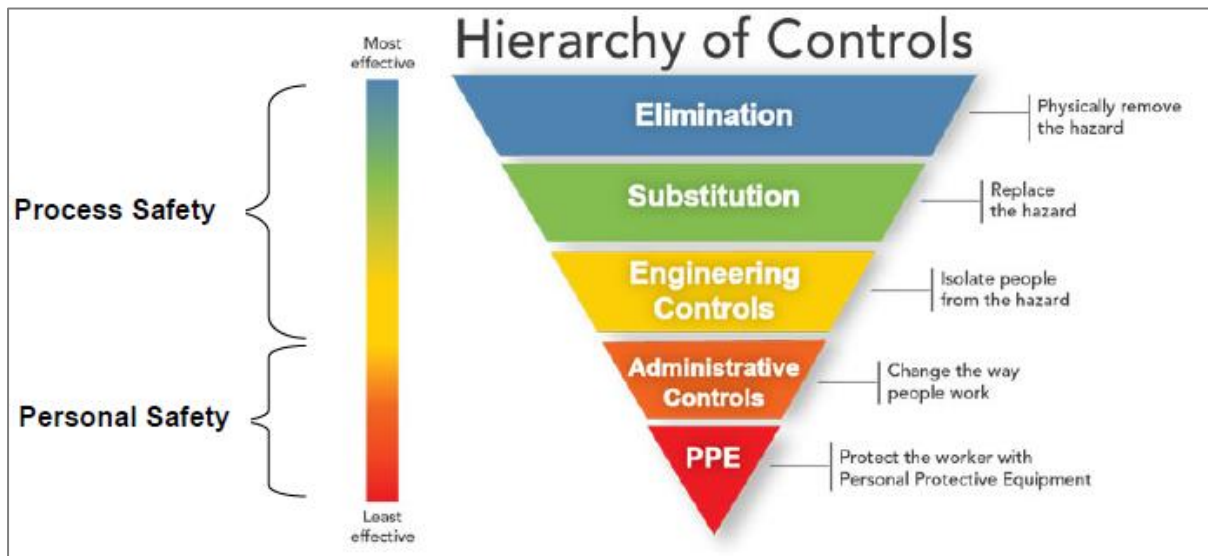 Hierarchy of Controls
Most
effective
Process Safety
Personal Safety
Least
effective
Elimination
Physically remove
the hazard
Substitution
Replace
the hazard
Engineering
Controls
Isolate people
from the hazard
Administrative
Controls
Change the way
people work
PPE
Protect the worker with
Personal Protective Equipment